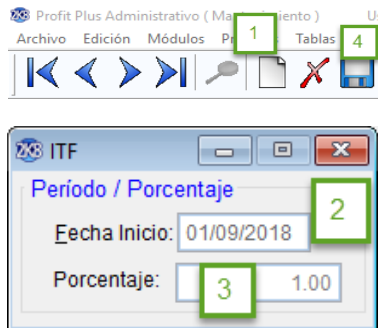 Profit Plus Administrativo ( Ma
iento )
Archivo Edición Módulos
Tablas
1
4
ITF
Período / Porcentaje
2
Fecha Inicio: 01/09/2018
Porcentaje: 1.00
3